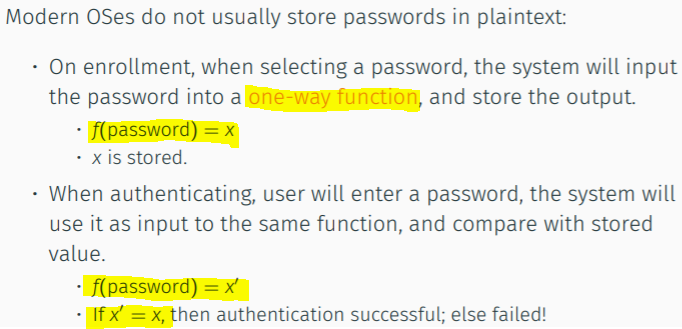 Modern OSes do not usually store passwords in plaintext:
• On enrollment, when selecting a password, the system will input
the password into a one-way function, and store the output.
• f(password) = x
• x is stored.
• When authenticating, user will enter a password, the system will
use it as input to the same function, and compare with stored
value.
• f(password) = x′
• If x′ = x, then authentication successful; else failed!